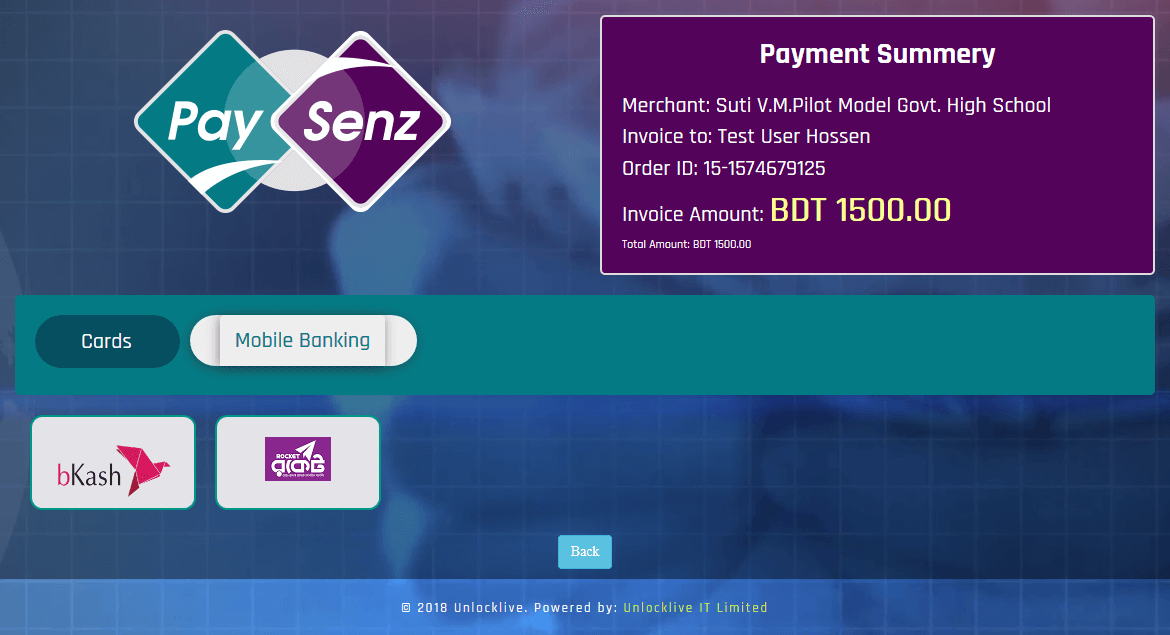 Pay Senz
Payment Summery
Merchant: Suti V.M.Pilot Model Govt. High School
Invoice to: Test User Hossen
Order ID: 15-1574679125
Invoice Amount: BDT 1500.00
Total Amount: BDT 1500.00
Cards
Mobile Banking
bKash
ROCKET
রকেট
Back
© 2018 Unlocklive. Powered by: Unlocklive IT Limited